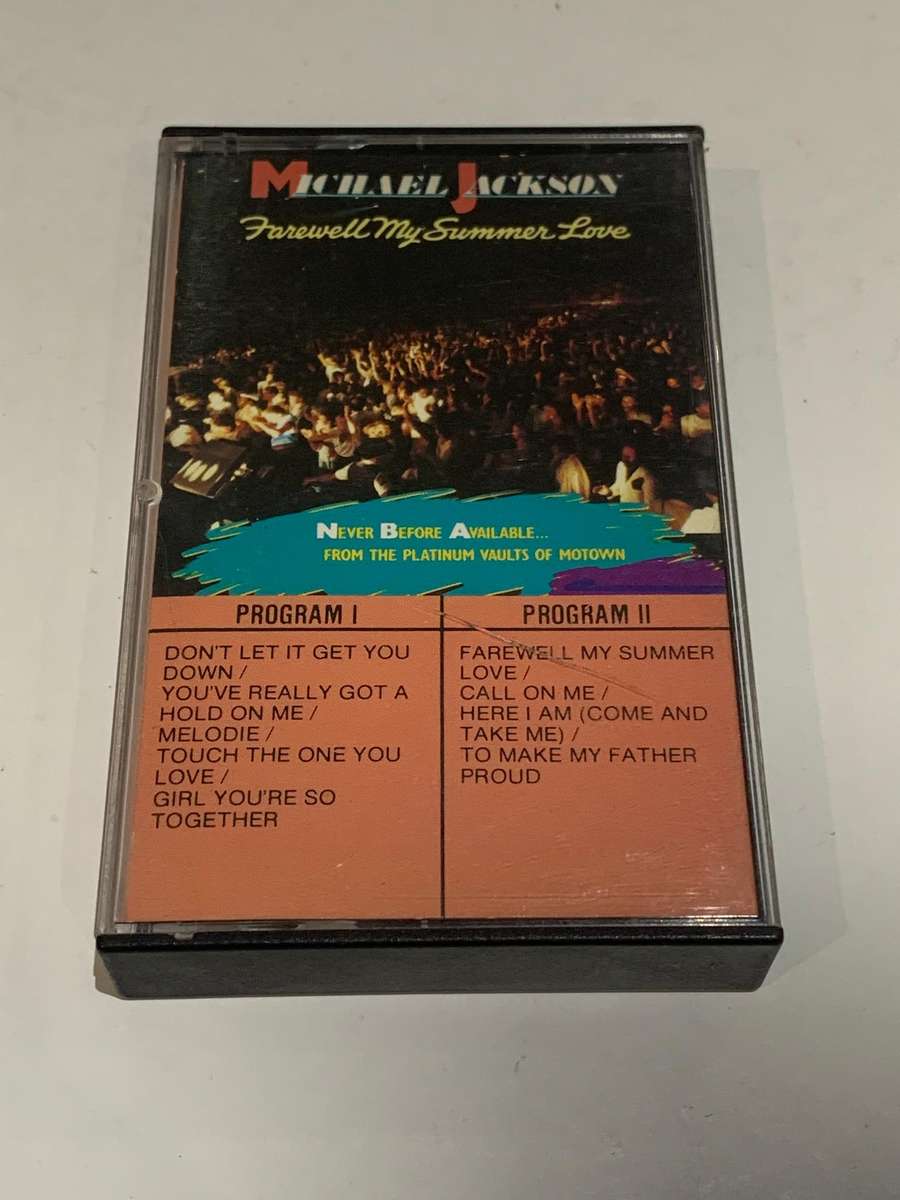 MICHAEL JACKSON
Farewell My Summer Love
NEVER BEFORE AVAILABLE...
FROM THE PLATINUM VAULTS OF MOTOWN
PROGRAM I
DON'T LET IT GET YOU
DOWN /
YOU'VE REALLY GOT A
HOLD ON ME /
MELODIE /
TOUCH THE ONE YOU
LOVE /
GIRL YOU'RE SO
TOGETHER
PROGRAM II
FAREWELL MY SUMMER
LOVE /
CALL ON ME /
HERE I AM (COME AND
TAKE ME) /
TO MAKE MY FATHER
PROUD